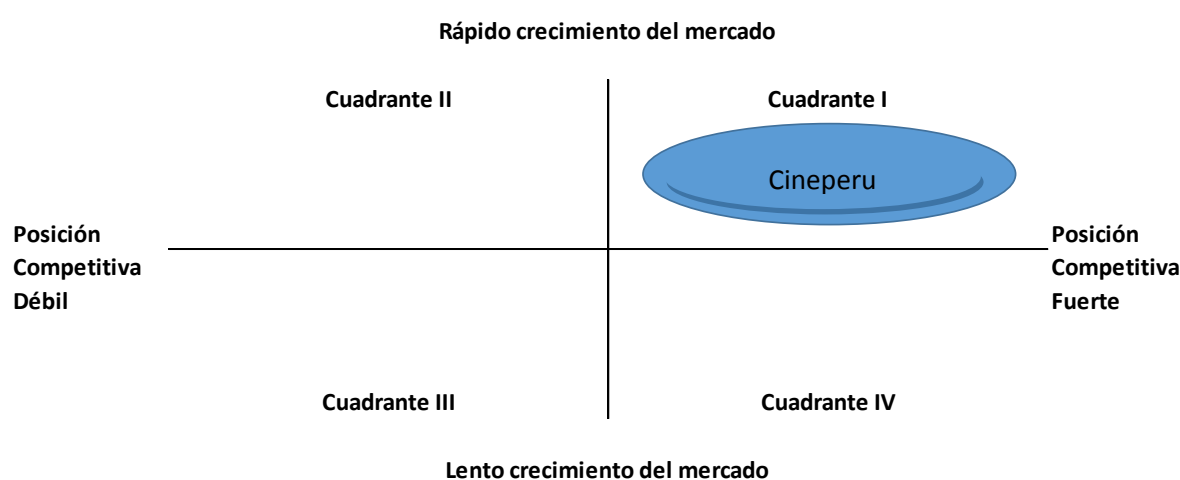 Rápido crecimiento del mercado
Cuadrante II
Cuadrante I
Cineperu
Posición
Competitiva
Débil
Posición
Competitiva
Fuerte
Cuadrante III
Cuadrante IV
Lento crecimiento del mercado